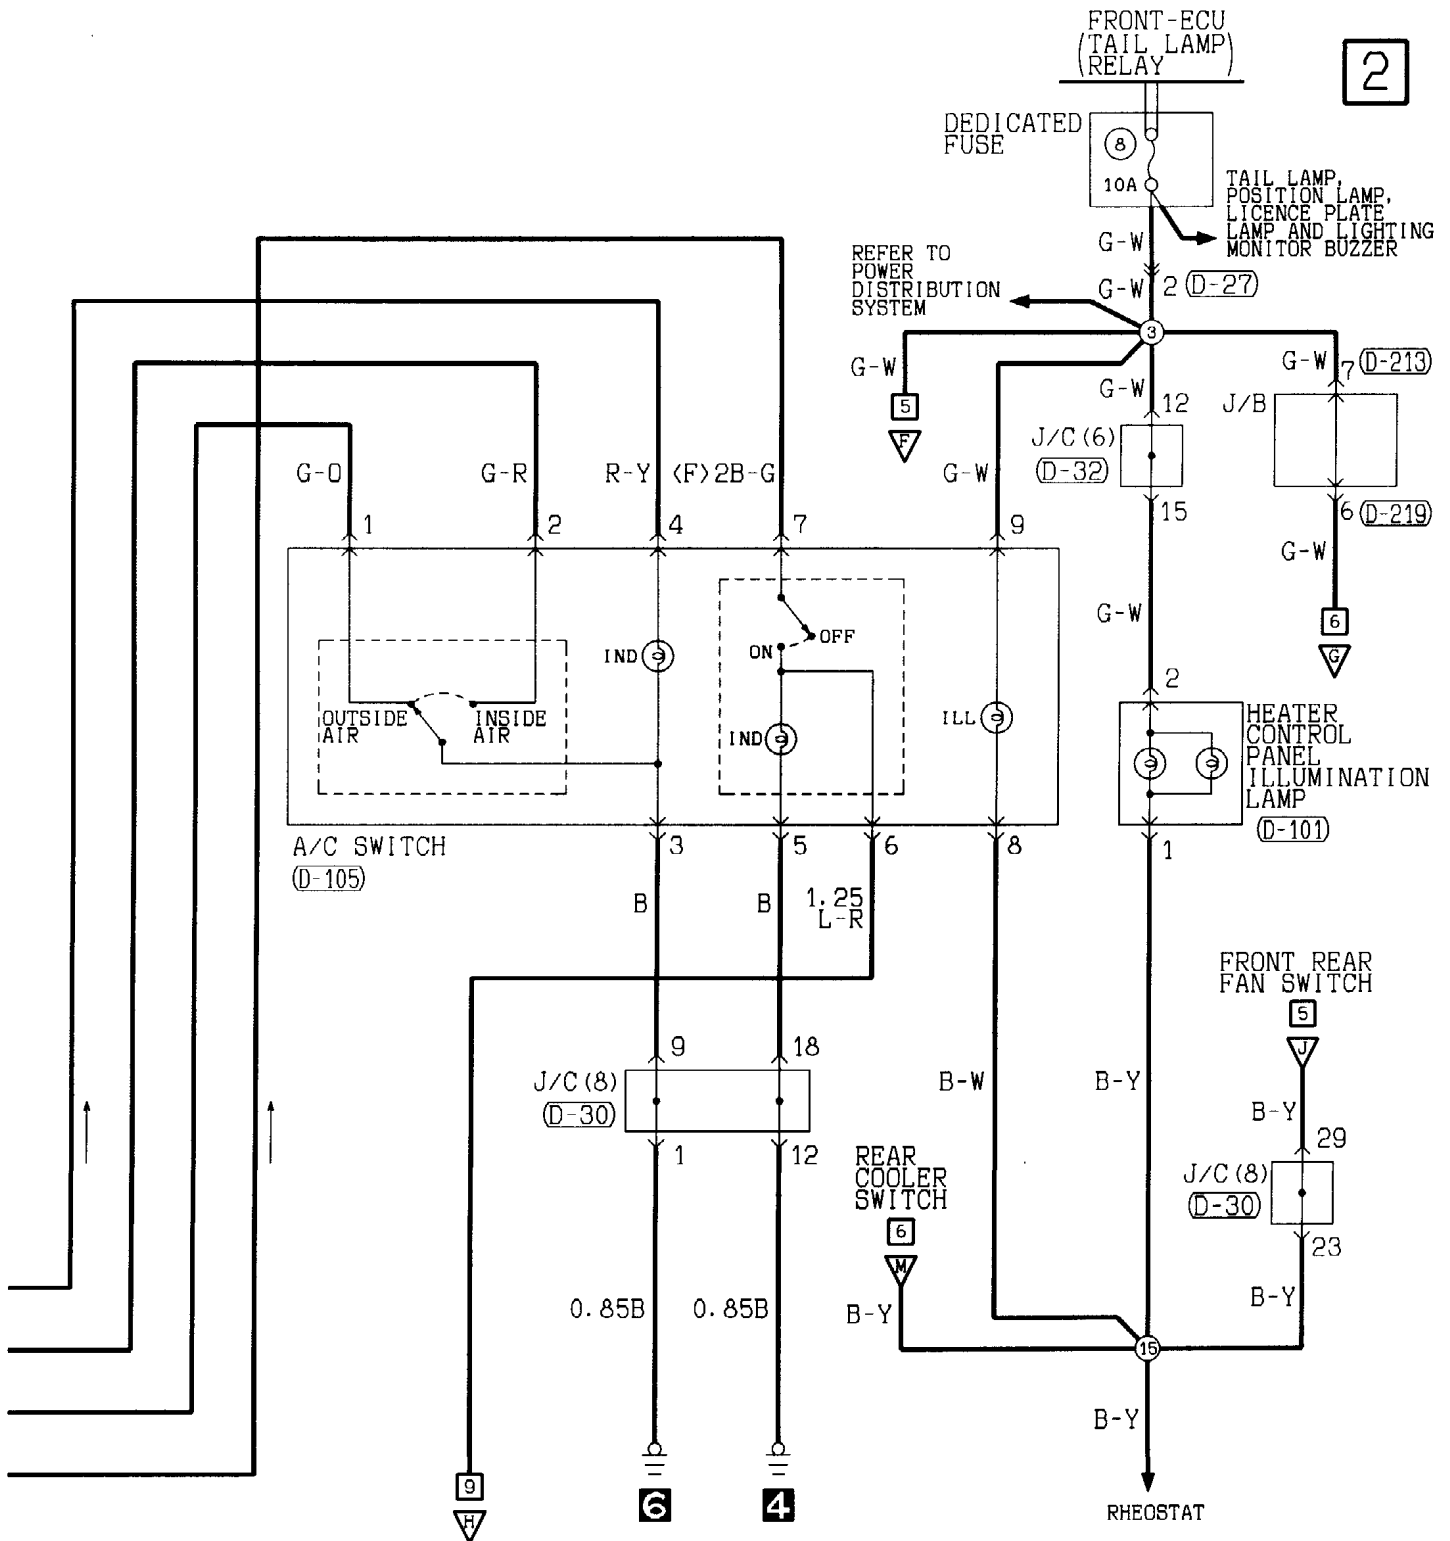 FRONT-ECU
(TAIL LAMP)
RELAY
2
DEDICATED
FUSE
8
10A
TAIL LAMP,
POSITION LAMP,
LICENCE PLATE
LAMP AND LIGHTING
MONITOR BUZZER
G-W
REFER TO
POWER
DISTRIBUTION
SYSTEM
G-W 2 (D-27)
3
G-W
5
F
G-W
12
G-W 7 (D-213)
J/B
J/C(6)
(D-32)
15
6 (D-219)
G-W
6
G
G-O
G-R
R-Y
<F>2B-G
G-W
1
2
4
7
9
G-W
OFF
ON
IND
OUTSIDE
AIR
INSIDE
AIR
IND
ILL
2
HEATER
CONTROL
PANEL
ILLUMINATION
LAMP
(D-101)
A/C SWITCH
(D-105)
3
5
6
8
1
B
B
1.25
L-R
FRONT REAR
FAN SWITCH
5
J
9
18
J/C(8)
(D-30)
B-W
B-Y
B-Y
29
1
12
REAR
COOLER
SWITCH
6
M
J/C(8)
(D-30)
23
0.85B
0.85B
B-Y
B-Y
15
B-Y
9
H
6
4
RHEOSTAT